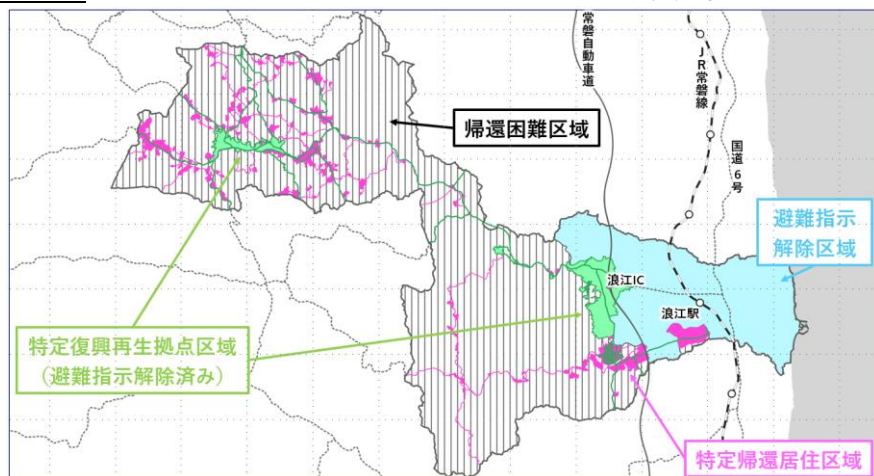 常磐自動車道
JR常磐線
国道6号
帰還困難区域
避難指示
解除区域
浪江IC
浪江駅
特定復興再生拠点区域
(避難指示解除済み)
特定帰還居住区域